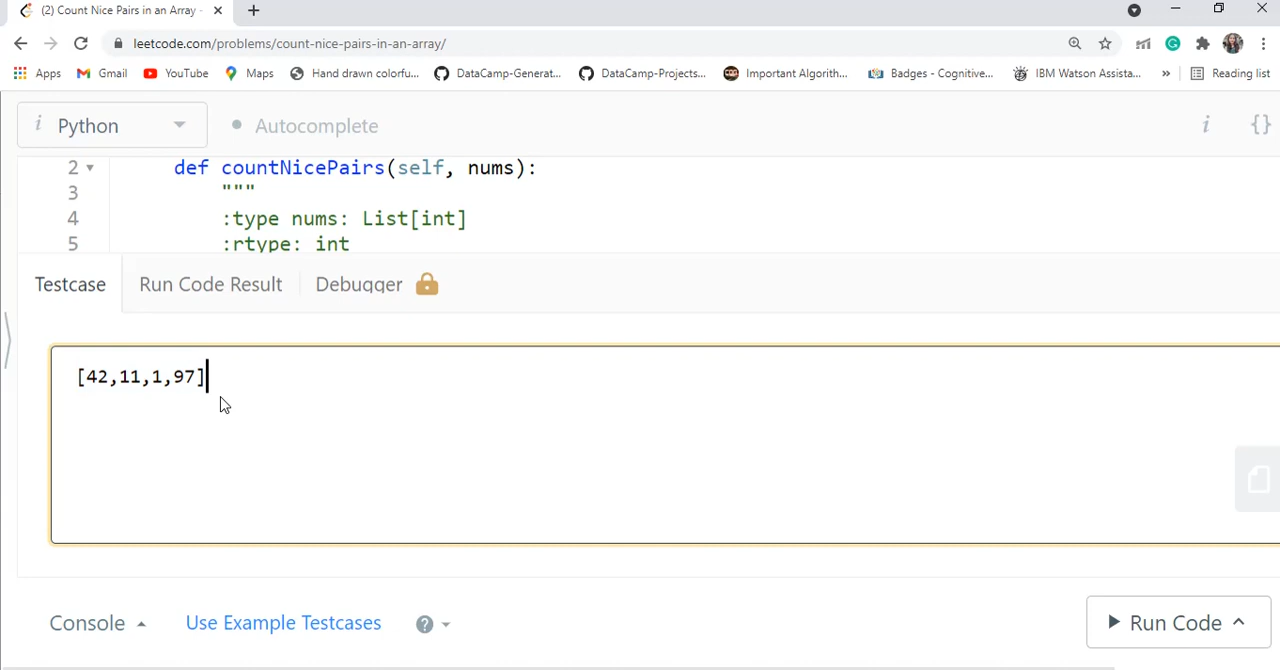 (2) Count Nice Pairs in an Array -
leetcode.com/problems/count-nice-pairs-in-an-array/
Apps Gmail YouTube Maps Hand drawn colorfu... DataCamp-Generat... DataCamp-Projects... Important Algorith... Badges - Cognitive... IBM Watson Assista... » Reading list
i Python Autocomplete i {}
2 def countNicePairs(self, nums):
3 """
4 :type nums: List[int]
5 :rtype: int
Testcase Run Code Result Debugger
[42,11,1,97]
Console Use Example Testcases ? Run Code